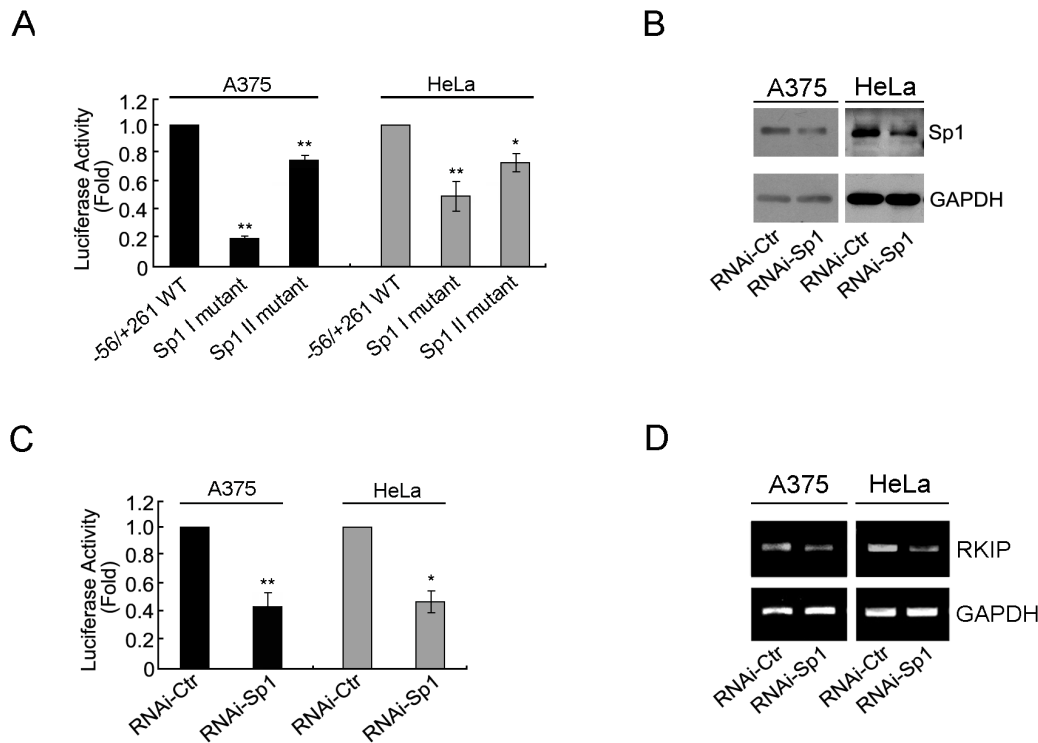 A
A375 HeLa
Luciferase Activity
(Fold)
1.2
1.0
0.8
0.6
0.4
0.2
0
** ** ** *
-56/+261 WT Sp1 I mutant Sp1 II mutant -56/+261 WT Sp1 I mutant Sp1 II mutant
B
A375 HeLa
Sp1
GAPDH
RNAi-Ctr RNAi-Sp1 RNAi-Ctr RNAi-Sp1
C
A375 HeLa
Luciferase Activity
(Fold)
1.2
1.0
0.8
0.6
0.4
0.2
0
** *
RNAi-Ctr RNAi-Sp1 RNAi-Ctr RNAi-Sp1
D
A375 HeLa
RKIP
GAPDH
RNAi-Ctr RNAi-Sp1 RNAi-Ctr RNAi-Sp1